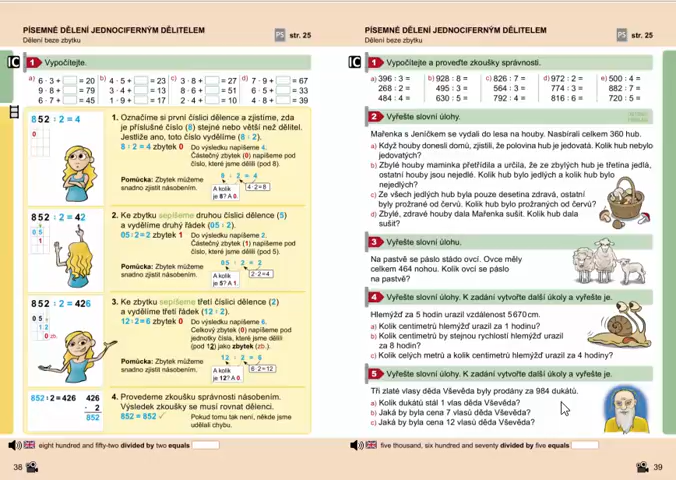 PÍSEMNÉ DĚLENÍ JEDNOCIFERNÝM DĚLITELEM
Dělení beze zbytku
PS str. 25
1 Vypočítejte.
a) 6 · 3 + = 20
9 · 8 + = 79
6 · 7 + = 45
b) 4 · 5 + = 23
3 · 4 + = 13
1 · 9 + = 17
c) 3 · 8 + = 27
8 · 6 + = 51
2 · 4 + = 10
d) 7 · 9 + = 67
6 · 5 + = 33
4 · 8 + = 39
852 : 2 = 4
0
1. Označíme si první číslici dělence a zjistíme, zda
je příslušné číslo (8) stejné nebo větší než dělitel.
Jestliže ano, toto číslo vydělíme (8 : 2).
8 : 2 = 4 zbytek 0
Do výsledku napíšeme 4.
Částečný zbytek (0) napíšeme pod
číslo, které jsme dělili (pod 8).
Pomůcka: Zbytek můžeme
snadno zjistit násobením.
8 : 2 = 4
A kolik
je 8? A 0.
4 · 2 = 8
852 : 2 = 42
05
1
2. Ke zbytku sepíšeme druhou číslici dělence (5)
a vydělíme druhý řádek (05 : 2).
05 : 2 = 2 zbytek 1
Do výsledku napíšeme 2.
Částečný zbytek (1) napíšeme pod
číslo, které jsme dělili (pod 5).
Pomůcka: Zbytek můžeme
snadno zjistit násobením.
05 : 2 = 2
A kolik
je 5? A 1.
2 · 2 = 4
852 : 2 = 426
05
12
0 zb.
3. Ke zbytku sepíšeme třetí číslici dělence (2)
a vydělíme třetí řádek (12 : 2).
12 : 2 = 6 zbytek 0
Do výsledku napíšeme 6.
Celkový zbytek (0) napíšeme pod
jednotky čísla, které jsme dělili
(pod 12) jako zbytek (zb.).
Pomůcka: Zbytek můžeme
snadno zjistit násobením.
12 : 2 = 6
A kolik
je 12? A 0.
6 · 2 = 12
852 : 2 = 426
426
· 2
852
4. Provedeme zkoušku správnosti násobením.
Výsledek zkoušky se musí rovnat dělenci.
852 = 852 ✓
Pokud tomu tak není, někde jsme
udělali chybu.
eight hundred and fifty-two divided by two equals
38
PÍSEMNÉ DĚLENÍ JEDNOCIFERNÝM DĚLITELEM
Dělení beze zbytku
PS str. 25
1 Vypočítejte a proveďte zkoušky správnosti.
a) 396 : 3 =
268 : 2 =
484 : 4 =
b) 928 : 8 =
495 : 3 =
630 : 5 =
c) 826 : 7 =
564 : 3 =
792 : 4 =
d) 972 : 2 =
774 : 3 =
816 : 6 =
e) 500 : 4 =
882 : 7 =
720 : 5 =
2 Vyřešte slovní úlohy.
Mařenka s Jeníčkem se vydali do lesa na houby. Nasbírali celkem 360 hub.
a) Když houby donesli domů, zjistili, že polovina hub je jedovatá. Kolik hub nebylo
jedovatých?
b) Zbylé houby maminka přetřídila a určila, že ze zbylých hub je třetina jedlá,
ostatní houby jsou nejedlé. Kolik hub bylo jedlých a kolik hub bylo
nejedlých?
c) Ze všech jedlých hub byla pouze desetina zdravá, ostatní
byly prožrané od červů. Kolik hub bylo prožraných od červů?
d) Zbylé, zdravé houby dala Mařenka sušit. Kolik hub dala
sušit?
3 Vyřešte slovní úlohu.
Na pastvě se páslo stádo ovcí. Ovce měly
celkem 464 nohou. Kolik ovcí se páslo
na pastvě?
4 Vyřešte slovní úlohu. K zadání vytvořte další úkoly a vyřešte je.
Hlemýžď za 5 hodin urazil vzdálenost 5 670 cm.
a) Kolik centimetrů hlemýžď urazil za 1 hodinu?
b) Kolik centimetrů by stejnou rychlostí hlemýžď urazil
za 8 hodin?
c) Kolik celých metrů a kolik centimetrů hlemýžď urazil za 4 hodiny?
5 Vyřešte slovní úlohu. K zadání vytvořte další úkoly a vyřešte je.
Tři zlaté vlasy děda Vševěda byly prodány za 984 dukátů.
a) Kolik dukátů stál 1 vlas děda Vševěda?
b) Jaká by byla cena 7 vlasů děda Vševěda?
c) Jaká by byla cena 12 vlasů děda Vševěda?
five thousand, six hundred and seventy divided by five equals
39